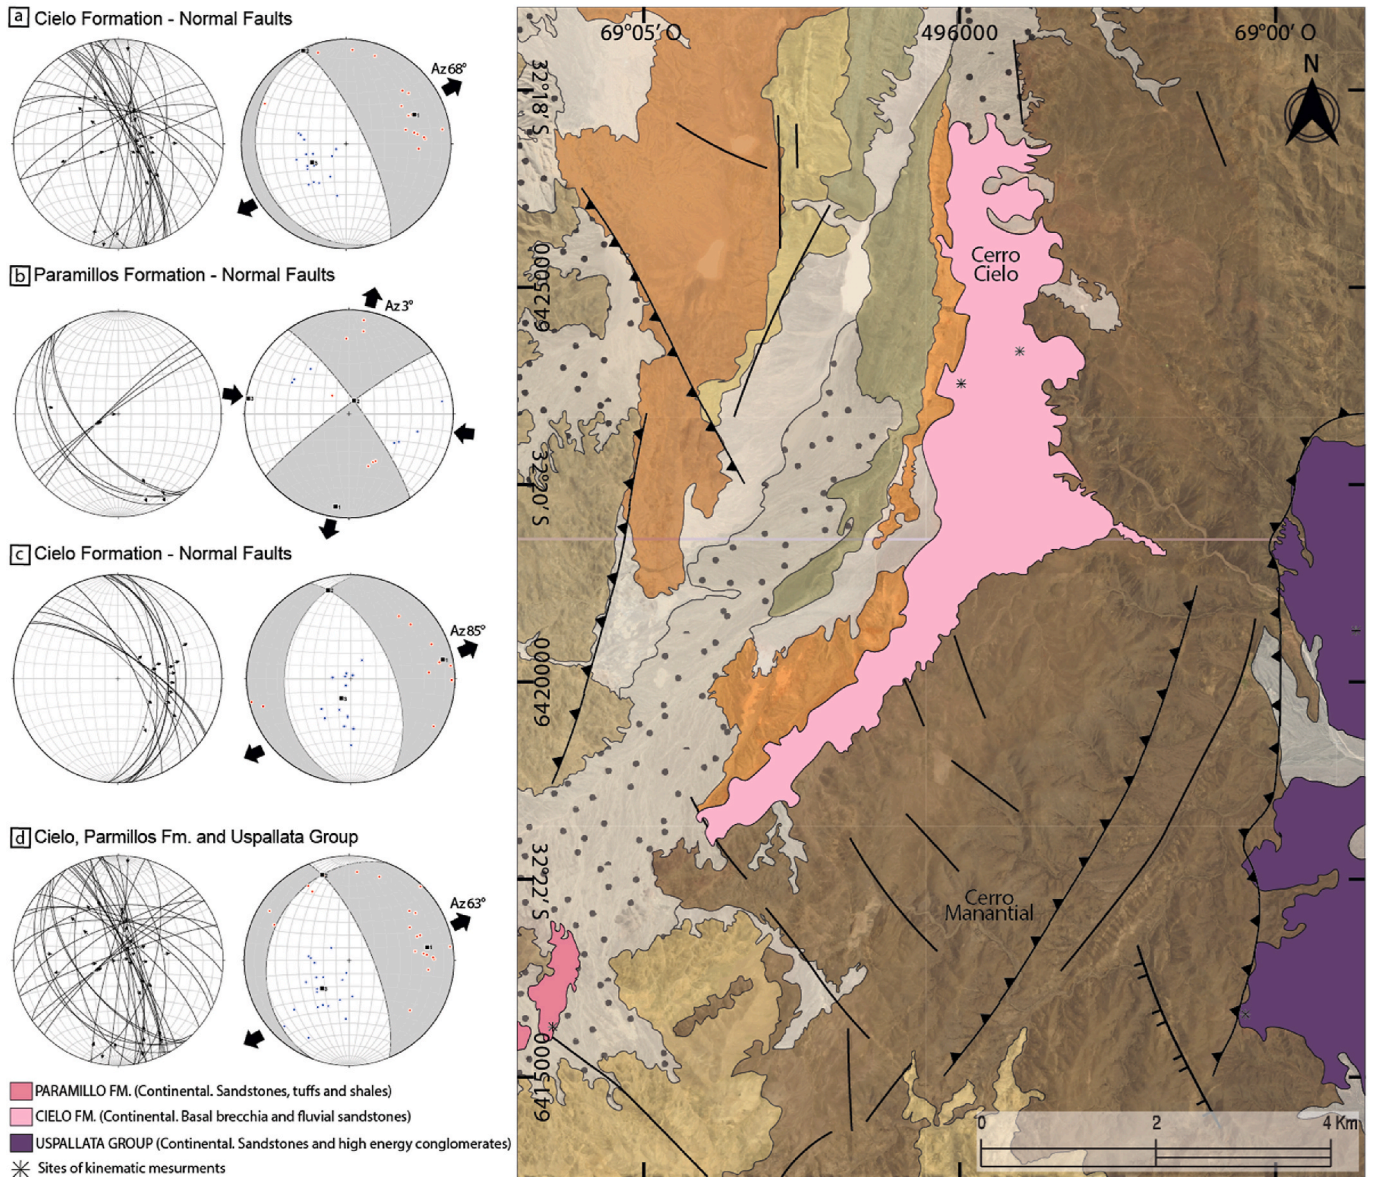 a Cielo Formation - Normal Faults
Az 68°
b Paramillos Formation - Normal Faults
Az 3°
c Cielo Formation - Normal Faults
Az 85°
d Cielo, Parmillos Fm. and Uspallata Group
Az 63°
PARAMILLO FM. (Continental. Sandstones, tuffs and shales)
CIELO FM. (Continental. Basal brecchia and fluvial sandstones)
USPALLATA GROUP (Continental. Sandstones and high energy conglomerates)
Sites of kinematic mesurments
69°05' O
496000
69°00' O
N
32°18' S
6425000
32°20' S
6420000
32°22' S
6415000
Cerro
Cielo
Cerro
Manantial
0 2 4 Km